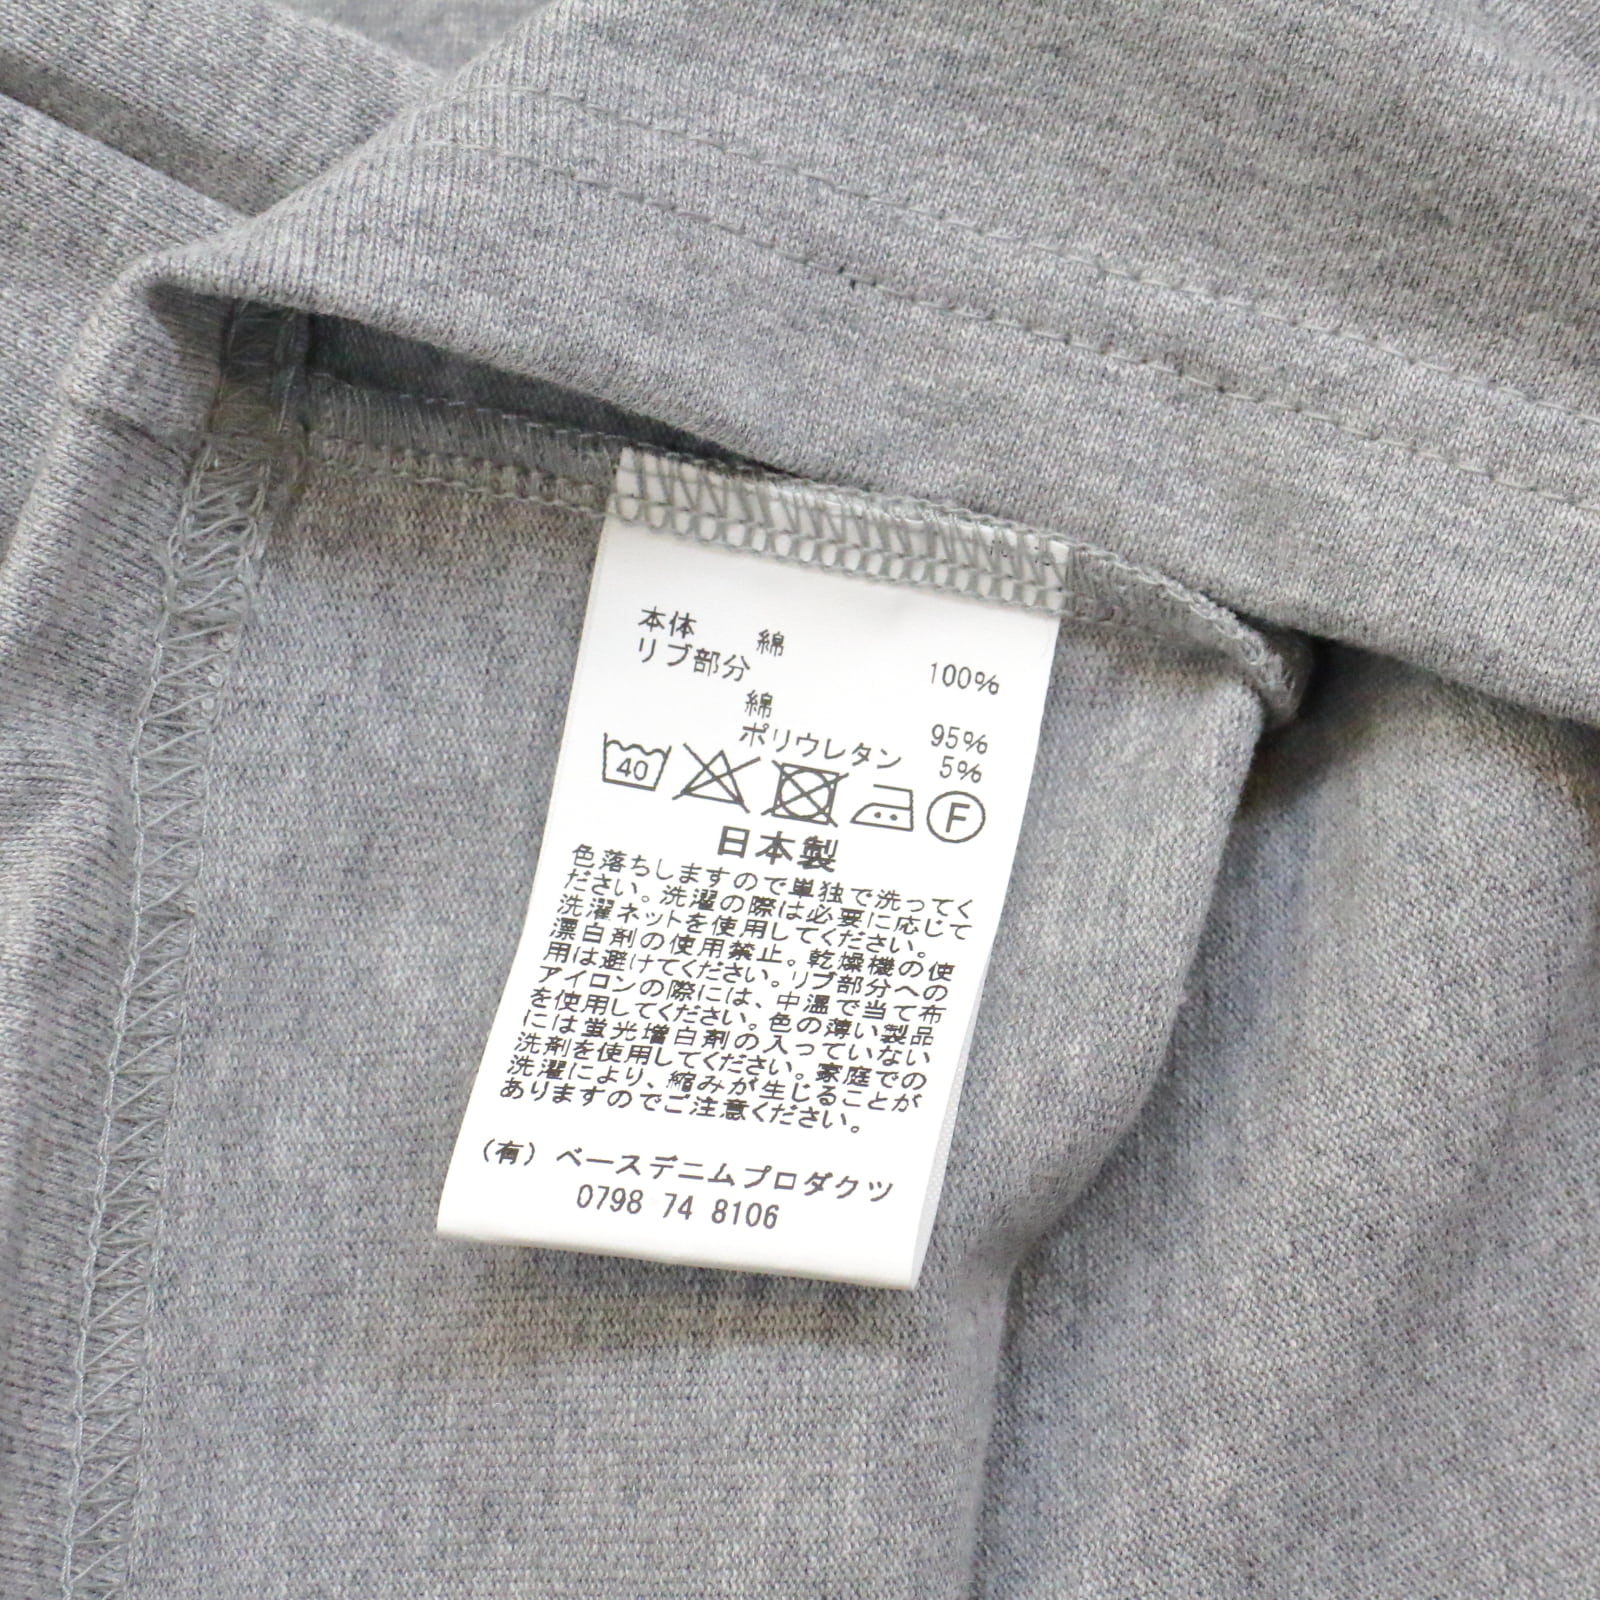 本体 綿 100%
リブ部分
綿 95%
ポリウレタン 5%
40 F
日本製
色落ちしますので単独で洗ってく
ださい。洗濯の際は必要に応じて
洗濯ネットを使用してください。
漂白剤の使用禁止。乾燥機の使
用は避けてください。リブ部分への
アイロンの際には、中温で当て布
を使用してください。色の薄い製品
には蛍光増白剤の入っていない
洗剤を使用してください。家庭での
洗濯により、縮みが生じることが
ありますのでご注意ください。
(有) ベースデニムプロダクツ
0798 74 8106